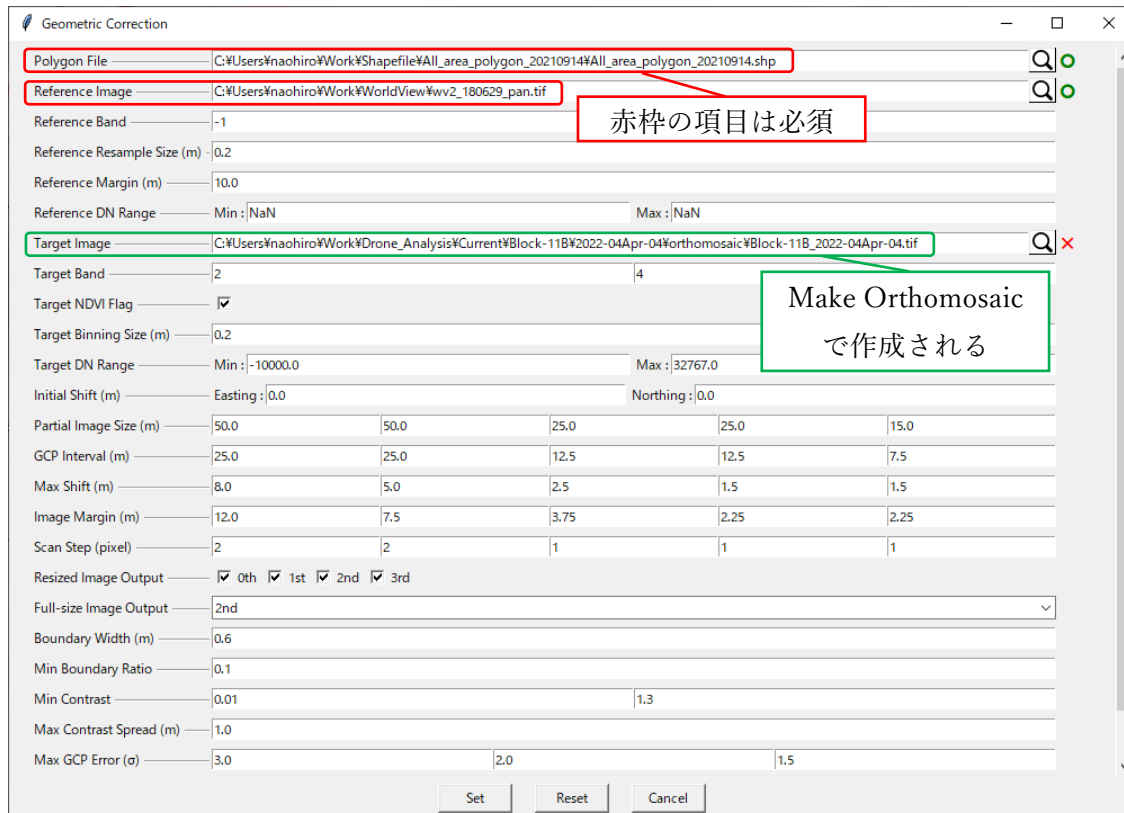 Geometric Correction
Polygon File C:¥Users¥naohiro¥Work¥Shapefile¥All_area_polygon_20210914¥All_area_polygon_20210914.shp
Reference Image C:¥Users¥naohiro¥Work¥WorldView¥wv2_180629_pan.tif
赤枠の項目は必須
Reference Band -1
Reference Resample Size (m) 0.2
Reference Margin (m) 10.0
Reference DN Range Min : NaN Max : NaN
Target Image C:¥Users¥naohiro¥Work¥Drone_Analysis¥Current¥Block-11B¥2022-04Apr-04¥orthomosaic¥Block-11B_2022-04Apr-04.tif
Target Band 2 4
Make Orthomosaic
で作成される
Target NDVI Flag
Target Binning Size (m) 0.2
Target DN Range Min : -10000.0 Max : 32767.0
Initial Shift (m) Easting : 0.0 Northing : 0.0
Partial Image Size (m) 50.0 50.0 25.0 25.0 15.0
GCP Interval (m) 25.0 25.0 12.5 12.5 7.5
Max Shift (m) 8.0 5.0 2.5 1.5 1.5
Image Margin (m) 12.0 7.5 3.75 2.25 2.25
Scan Step (pixel) 2 2 1 1 1
Resized Image Output 0th 1st 2nd 3rd
Full-size Image Output 2nd
Boundary Width (m) 0.6
Min Boundary Ratio 0.1
Min Contrast 0.01 1.3
Max Contrast Spread (m) 1.0
Max GCP Error (σ) 3.0 2.0 1.5
Set Reset Cancel